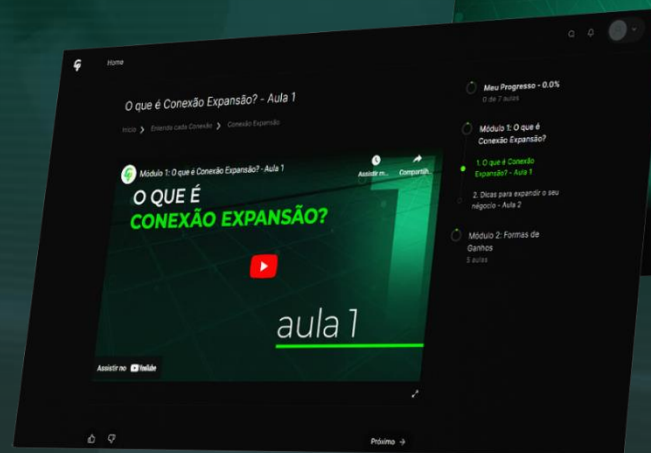 Home
O que é Conexão Expansão? - Aula 1
Início > Entenda cada Conexão > Conexão Expansão
Módulo 1: O que é Conexão Expansão? - Aula 1
Assistir m...
Compartilh...
O QUE É
CONEXÃO EXPANSÃO?
1
aula 1
Assistir no YouTube
Próximo →
Meu Progresso - 0.0%
0 de 7 aulas
Módulo 1: O que é
Conexão Expansão?
1. O que é Conexão
Expansão? - Aula 1
2. Dicas para expandir o seu
négocio - Aula 2
Módulo 2: Formas de
Ganhos
5 aulas